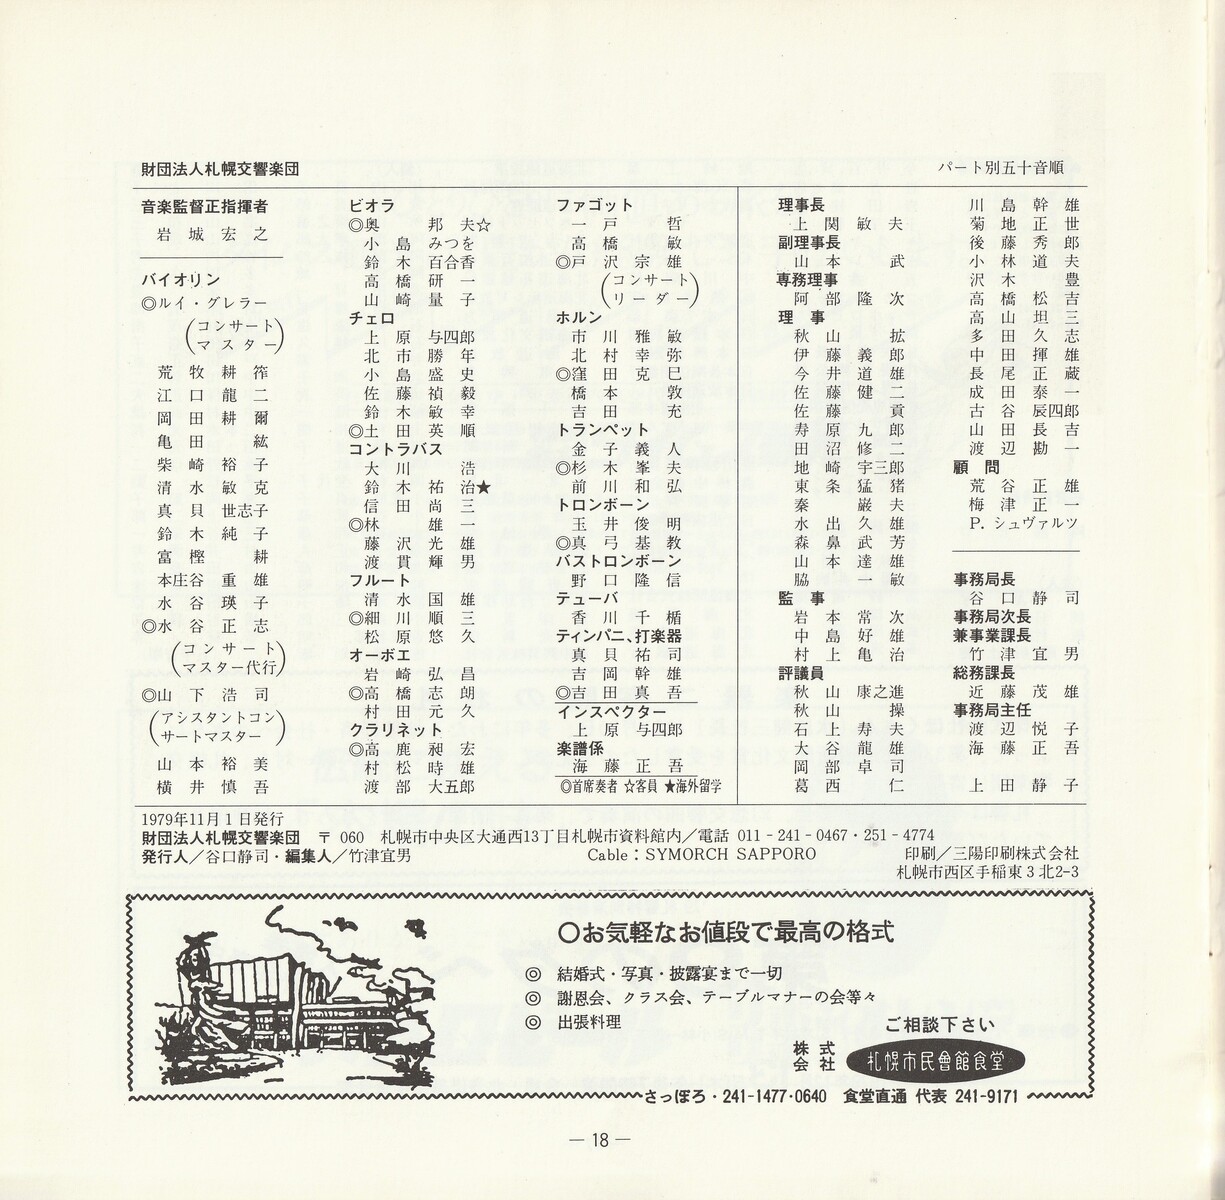 財団法人札幌交響楽団
パート別五十音順
音楽監督正指揮者
岩城宏之
バイオリン
◎ルイ・グレラー
(コンサート
マスター)
荒牧耕筰
江口龍二
岡田耕爾
亀田紘
柴崎裕子
清水敏克
真貝世志子
鈴木純子
富樫耕
本庄谷重雄
水谷瑛子
◎水谷正志
(コンサート
マスター代行)
◎山下浩司
(アシスタントコン
サートマスター)
山本裕美
横井慎吾
ビオラ
◎奥邦夫☆
小島みつを
鈴木百合香
高橋研一
山崎量子
チェロ
上原与四郎
北市勝年
小島盛史
佐藤禎毅
鈴木敏幸
◎土田英順
コントラバス
大川浩
鈴木祐治★
信田尚三
◎林雄一
藤沢光雄
渡貫輝男
フルート
清水国雄
◎細川順三
松原悠久
オーボエ
岩崎弘昌
◎高橋志朗
村田元久
クラリネット
◎高鹿昶宏
村松時雄
渡部大五郎
ファゴット
一戸哲
高橋敏
◎戸沢宗雄
(コンサート
リーダー)
ホルン
市川雅敏
北村幸弥
◎窪田克巳
橋本敦
吉田充
トランペット
金子義人
◎杉木峯夫
前川和弘
トロンボーン
玉井俊明
◎真弓基教
バストロンボーン
野口隆信
テューバ
香川千楯
ティンパニ、打楽器
真貝祐司
吉岡幹雄
◎吉田真吾
インスペクター
上原与四郎
楽譜係
海藤正吾
◎首席奏者 ☆客員 ★海外留学
理事長
上関敏夫
副理事長
山本武
専務理事
阿部隆次
理事
秋山拡
伊藤義郎
今井道雄
佐藤健二
佐藤貢
寿原九郎
田沼修二
地崎宇三郎
東条猛猪
秦巌夫
水出久雄
森鼻武芳
山本達雄
脇一敏
監事
岩本常次
中島好雄
村上亀治
評議員
秋山康之進
秋山操
石上寿夫
大谷龍雄
岡部卓司
葛西仁
川島幹雄
菊地正世
後藤秀郎
小林道夫
沢木豊
高橋松吉
高山坦三
多田久志
中田揮雄
長尾正蔵
成田泰一
古谷辰四郎
山田長吉
渡辺勘一
顧問
荒谷正雄
梅津正一
P. シュヴァルツ
事務局長
谷口静司
事務局次長
兼事業課長
竹津宜男
総務課長
近藤茂雄
事務局主任
渡辺悦子
海藤正吾
上田静子
1979年11月1日発行
財団法人札幌交響楽団 〒 060 札幌市中央区大通西13丁目札幌市資料館内／電話 011-241-0467・251-4774
発行人／谷口静司・編集人／竹津宜男 Cable：SYMORCH SAPPORO 印刷／三陽印刷株式会社
札幌市西区手稲東3北2-3
○お気軽なお値段で最高の格式
◎ 結婚式・写真・披露宴まで一切
◎ 謝恩会、クラス会、テーブルマナーの会等々
◎ 出張料理
ご相談下さい
株式会社 札幌市民會館食堂
さっぽろ・241-1477・0640 食堂直通 代表 241-9171
— 18 —